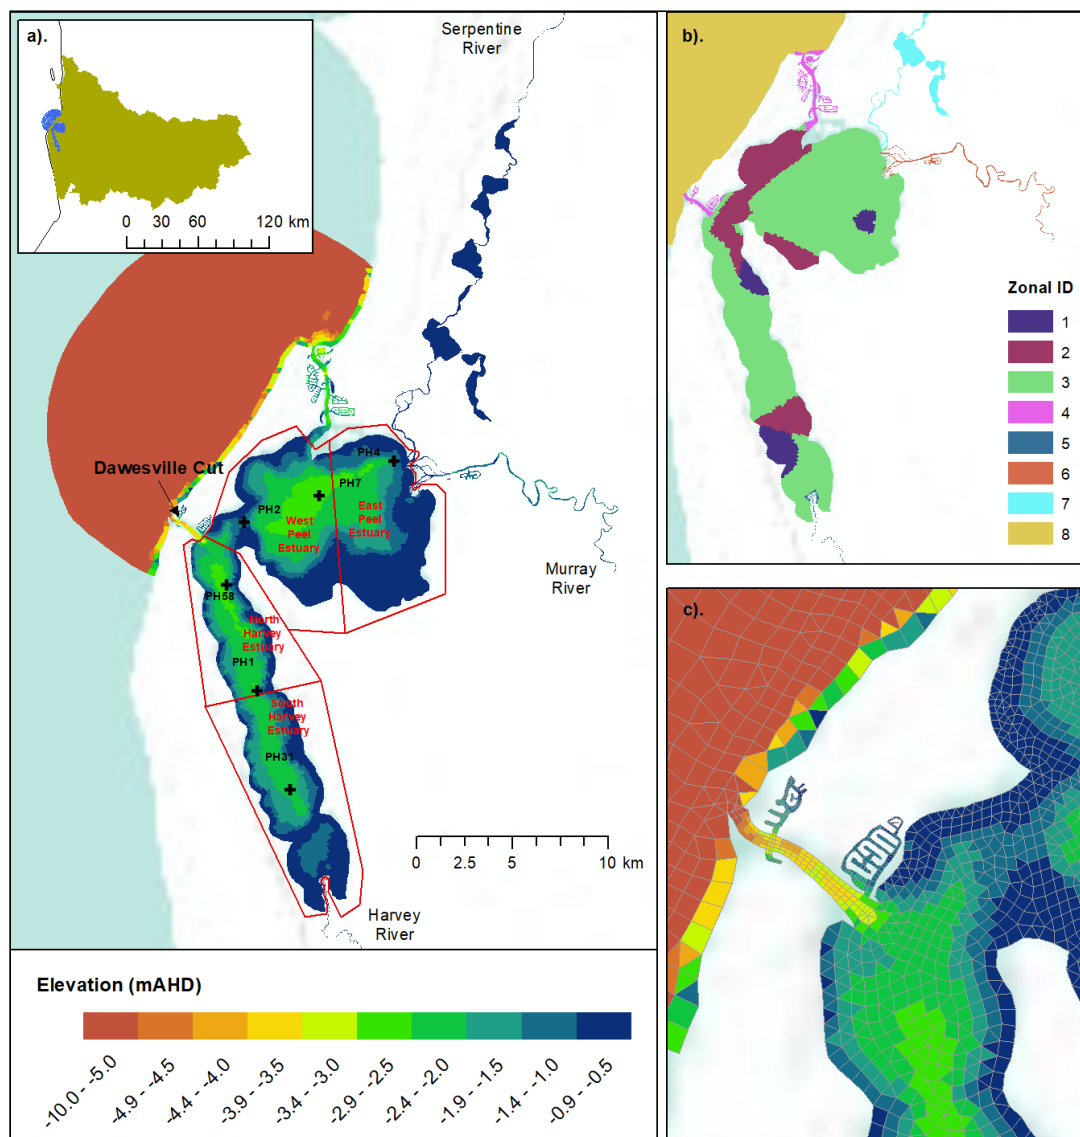 a).
0 30 60 120 km
Serpentine
River
Dawesville Cut
PH4
PH7
PH2
West
Peel
Estuary
East
Peel
Estuary
Murray
River
PH58
North
Harvey
Estuary
PH1
South
Harvey
Estuary
PH31
0 2.5 5 10 km
Harvey
River
Elevation (mAHD)
-10.0 - -5.0
-4.9 - -4.5
-4.4 - -4.0
-3.9 - -3.5
-3.4 - -3.0
-2.9 - -2.5
-2.4 - -2.0
-1.9 - -1.5
-1.4 - -1.0
-0.9 - -0.5
b).
Zonal ID
1
2
3
4
5
6
7
8
c).